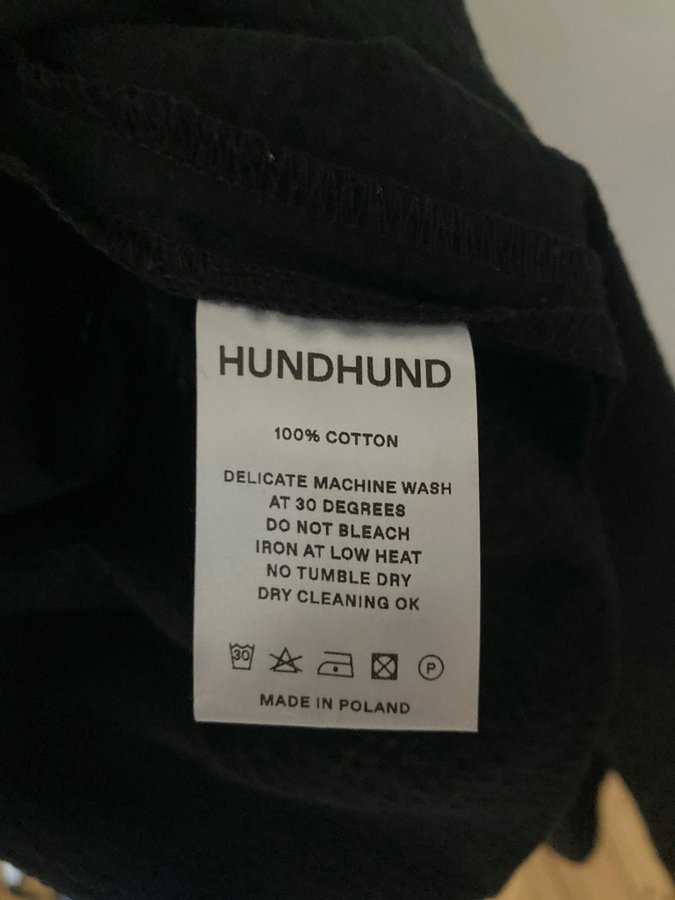 HUNDHUND
100% COTTON
DELICATE MACHINE WASH
AT 30 DEGREES
DO NOT BLEACH
IRON AT LOW HEAT
NO TUMBLE DRY
DRY CLEANING OK
30 P
MADE IN POLAND